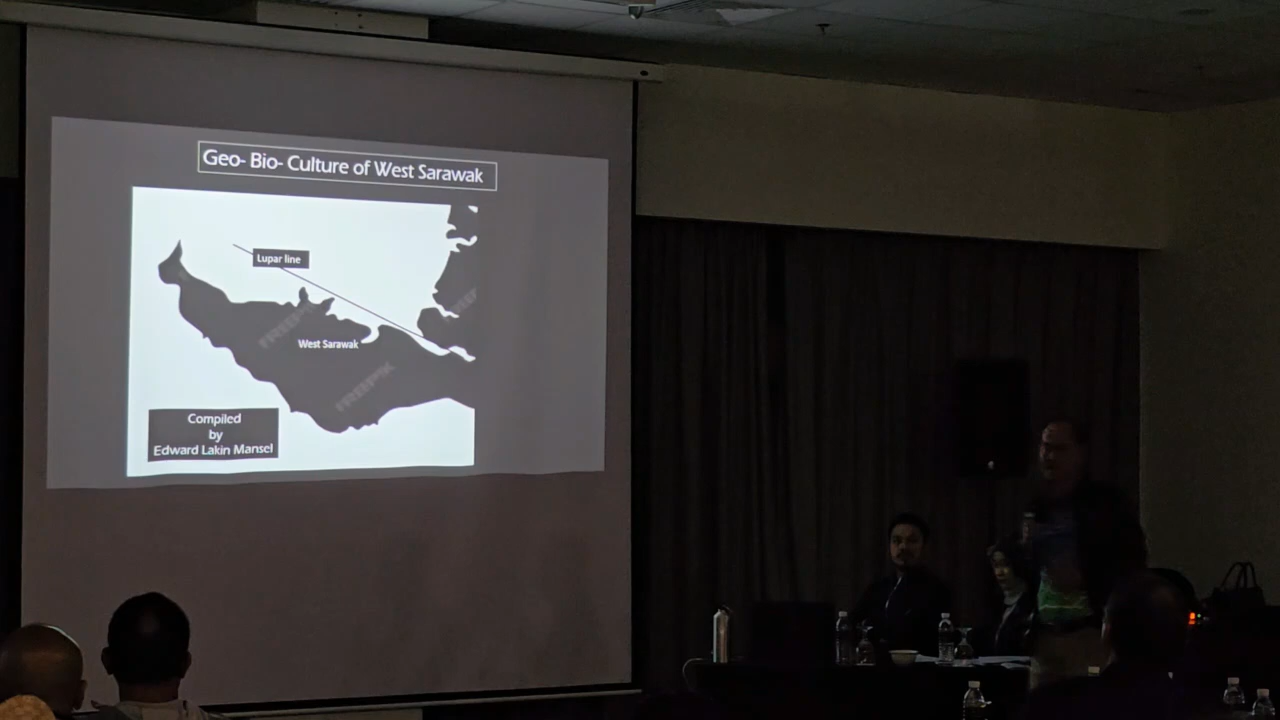 Geo- Bio- Culture of West Sarawak
Lupar line
West Sarawak
Compiled
by
Edward Lakin Mansel